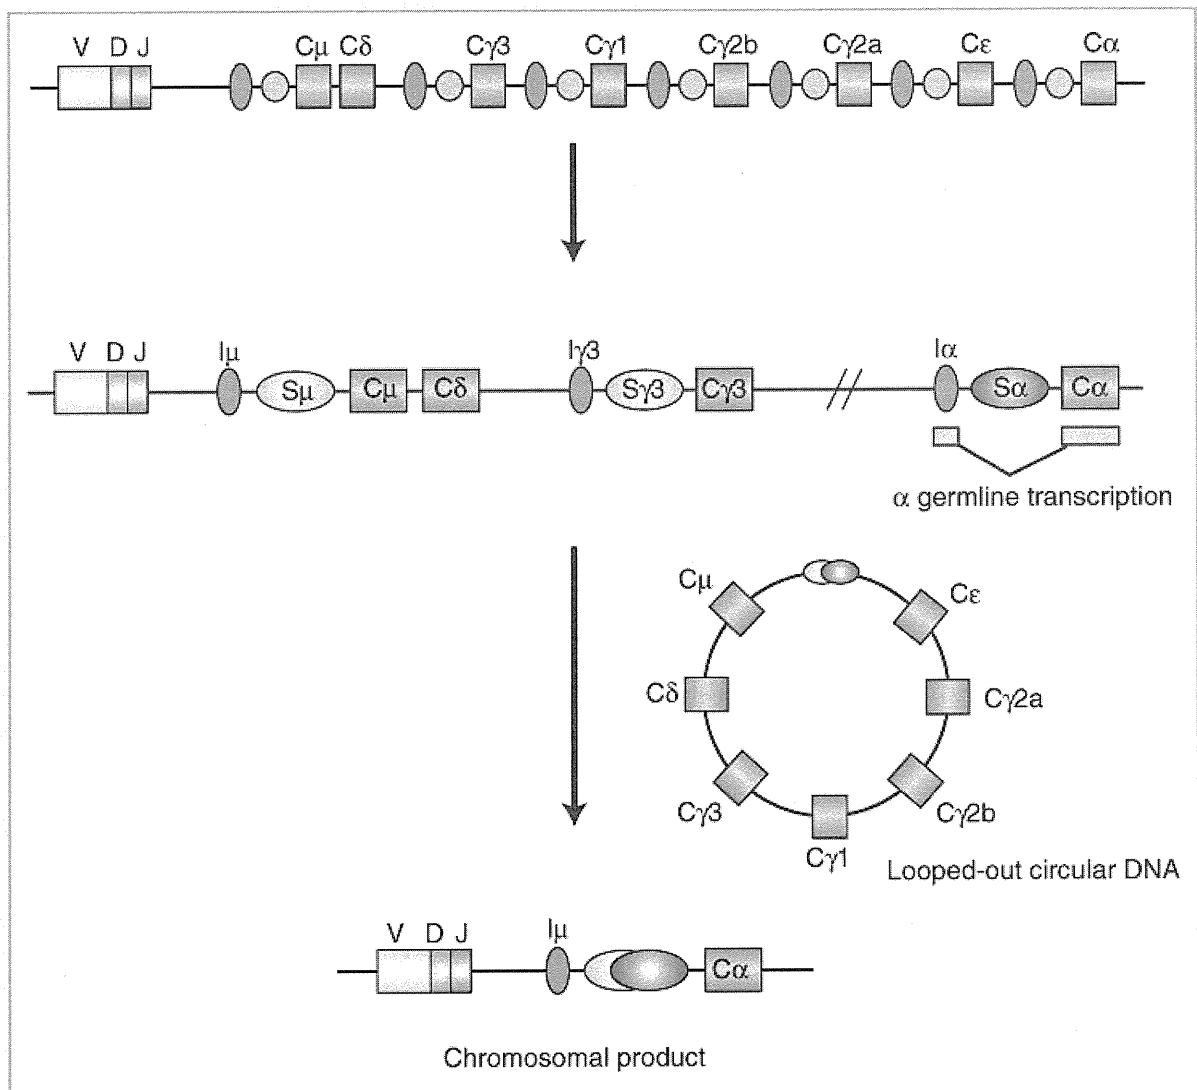 V D J Cμ Cδ Cγ3 Cγ1 Cγ2b Cγ2a Cε Cα
V D J Iμ Iγ3 Iα
Sμ Cμ Cδ Sγ3 Cγ3 Sα Cα
α germline transcription
Cμ Cε
Cδ Cγ2a
Cγ3 Cγ2b
Cγ1
Looped-out circular DNA
V D J Iμ
Cα
Chromosomal product